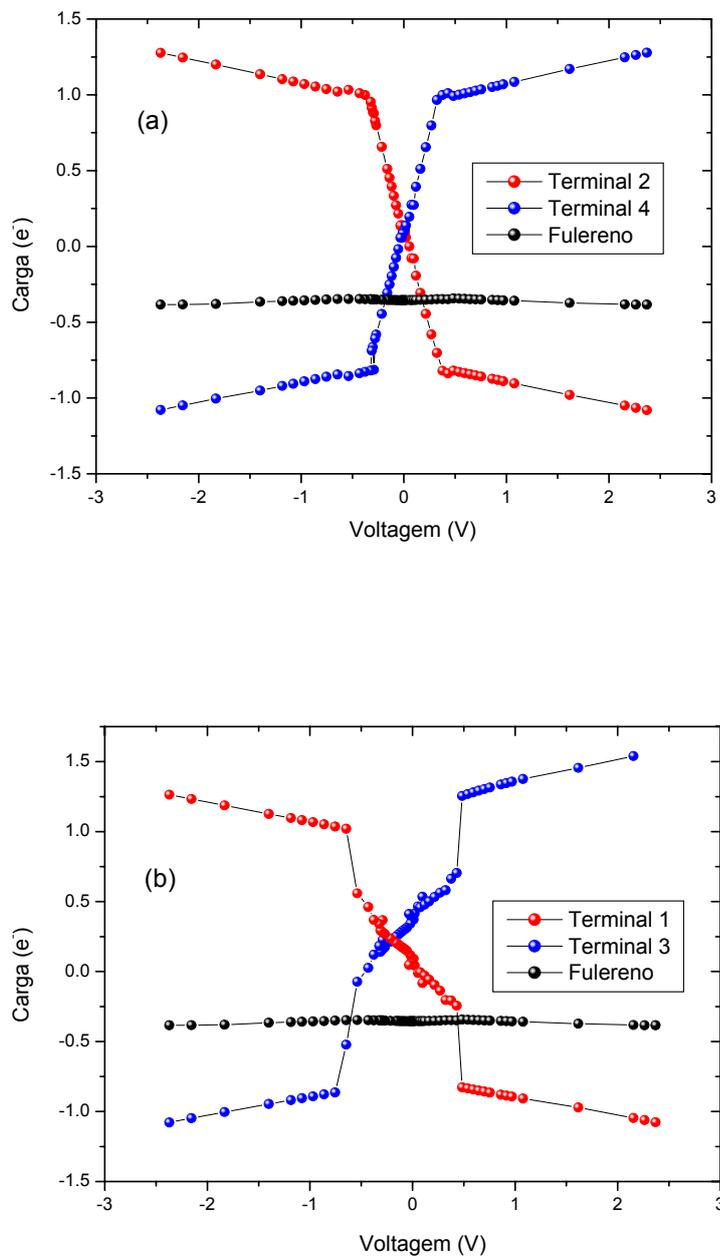 1.5
1.0
0.5
0.0
-0.5
-1.0
-1.5
Carga (e⁻)
(a)
Terminal 2
Terminal 4
Fulereno
-3 -2 -1 0 1 2 3
Voltagem (V)
1.5
1.0
0.5
0.0
-0.5
-1.0
-1.5
Carga (e⁻)
(b)
Terminal 1
Terminal 3
Fulereno
-3 -2 -1 0 1 2 3
Voltagem (V)